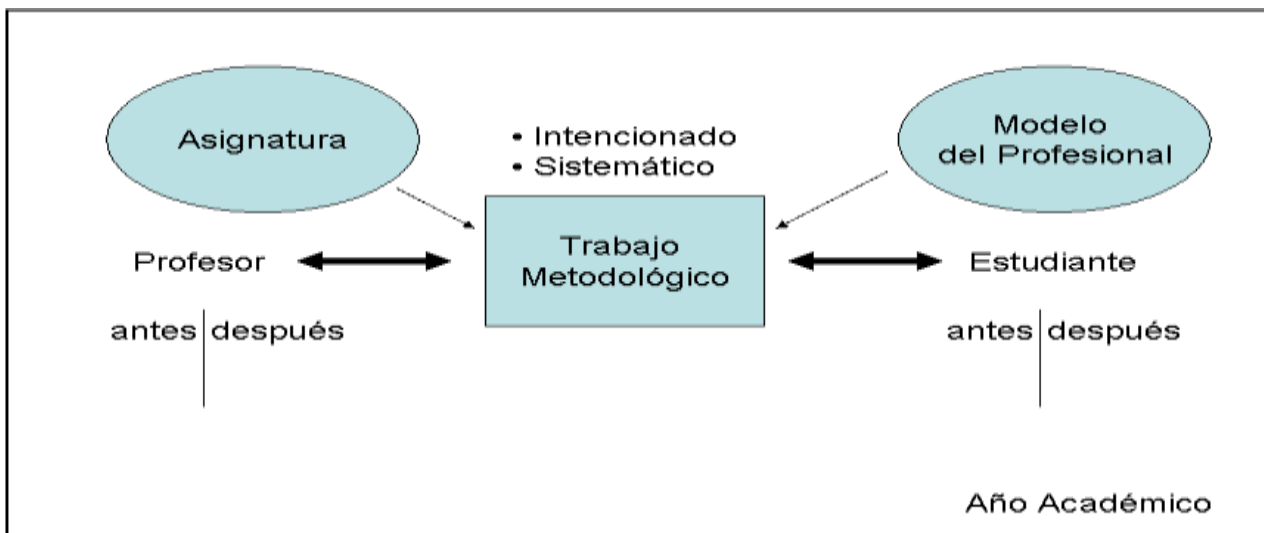 Asignatura
• Intencionado
• Sistemático
Modelo
del Profesional
Profesor
Trabajo
Metodológico
Estudiante
antes después
antes después
Año Académico